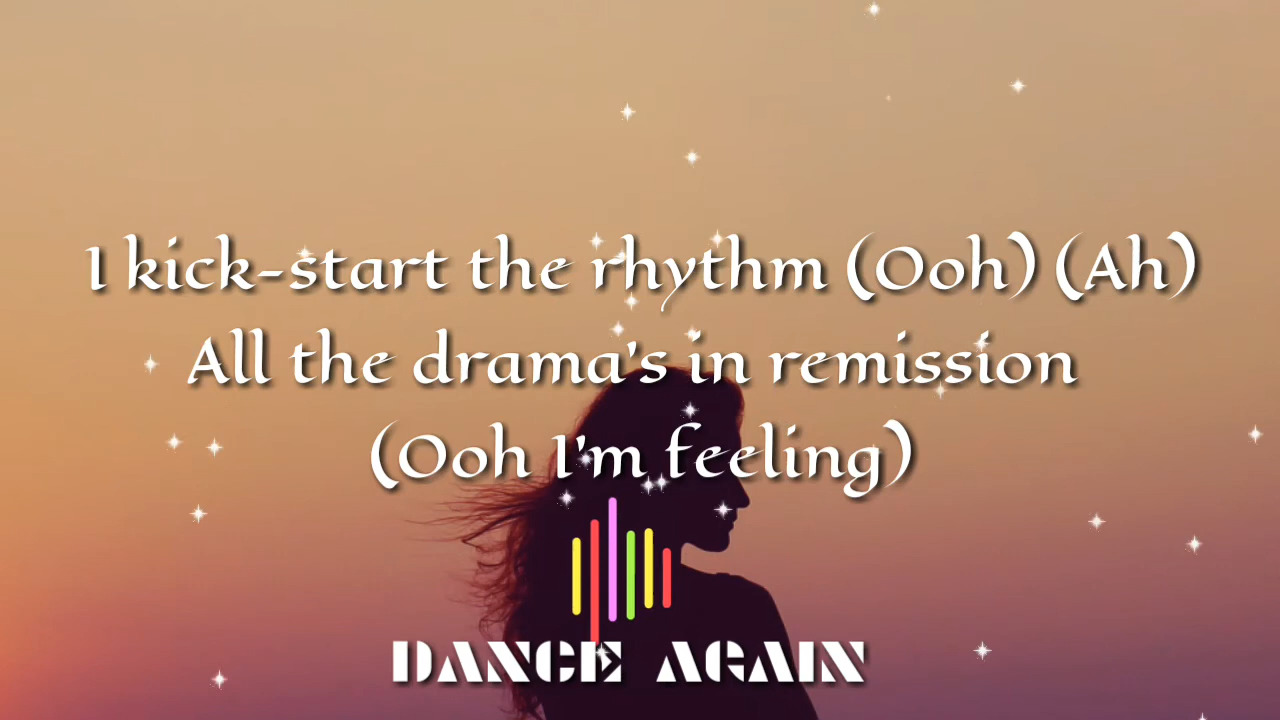 I kick-start the rhythm (Ooh) (Ah)
All the drama's in remission
(Ooh I'm feeling)
DANCE AGAIN